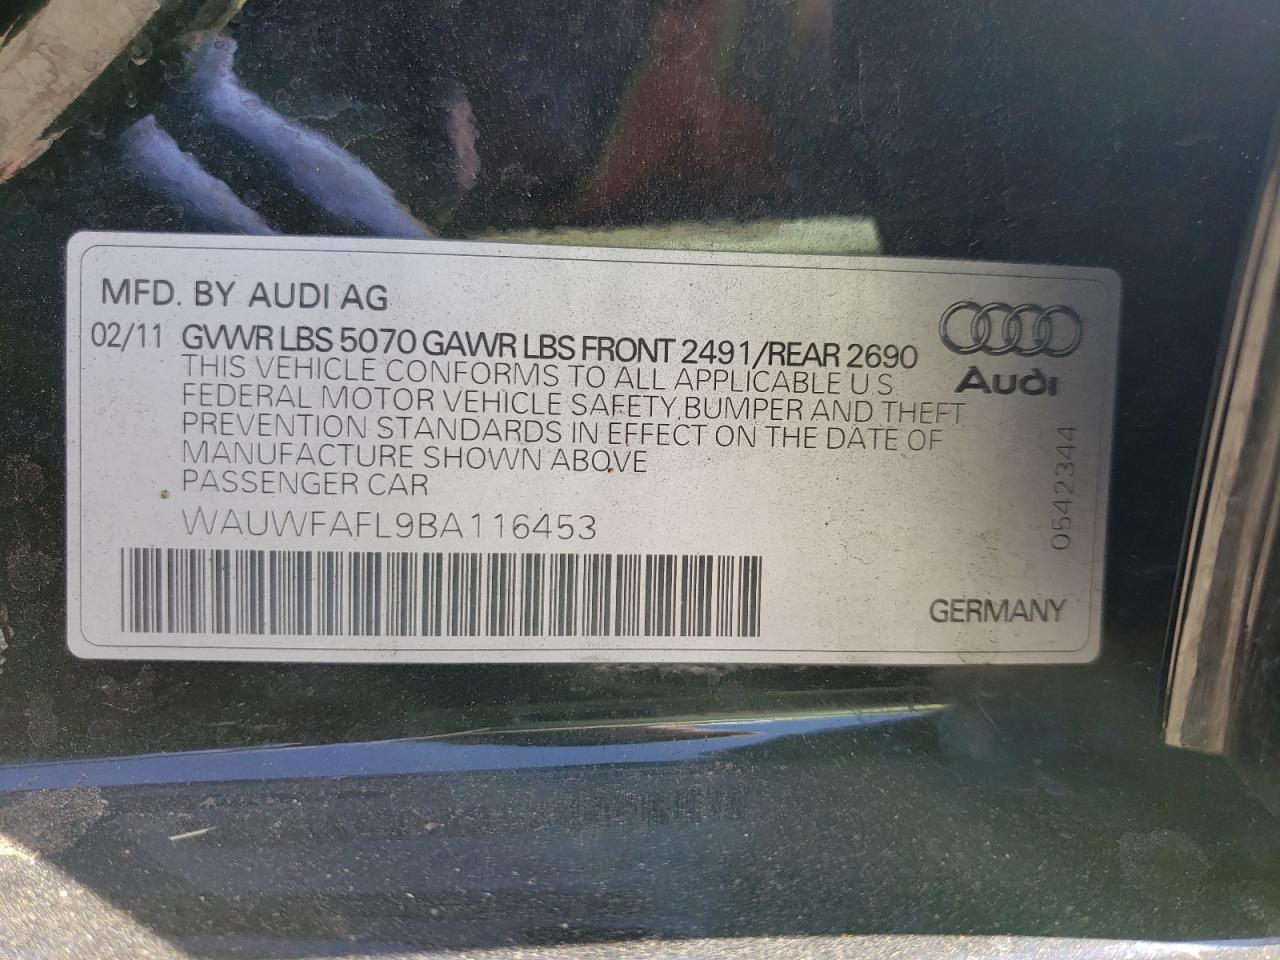 MFD. BY AUDI AG
02/11 GVWR LBS 5070 GAWR LBS FRONT 2491/REAR 2690
THIS VEHICLE CONFORMS TO ALL APPLICABLE U.S.
FEDERAL MOTOR VEHICLE SAFETY, BUMPER AND THEFT
PREVENTION STANDARDS IN EFFECT ON THE DATE OF
MANUFACTURE SHOWN ABOVE
PASSENGER CAR
WAUWFAFL9BA116453
Audi
0542344
GERMANY